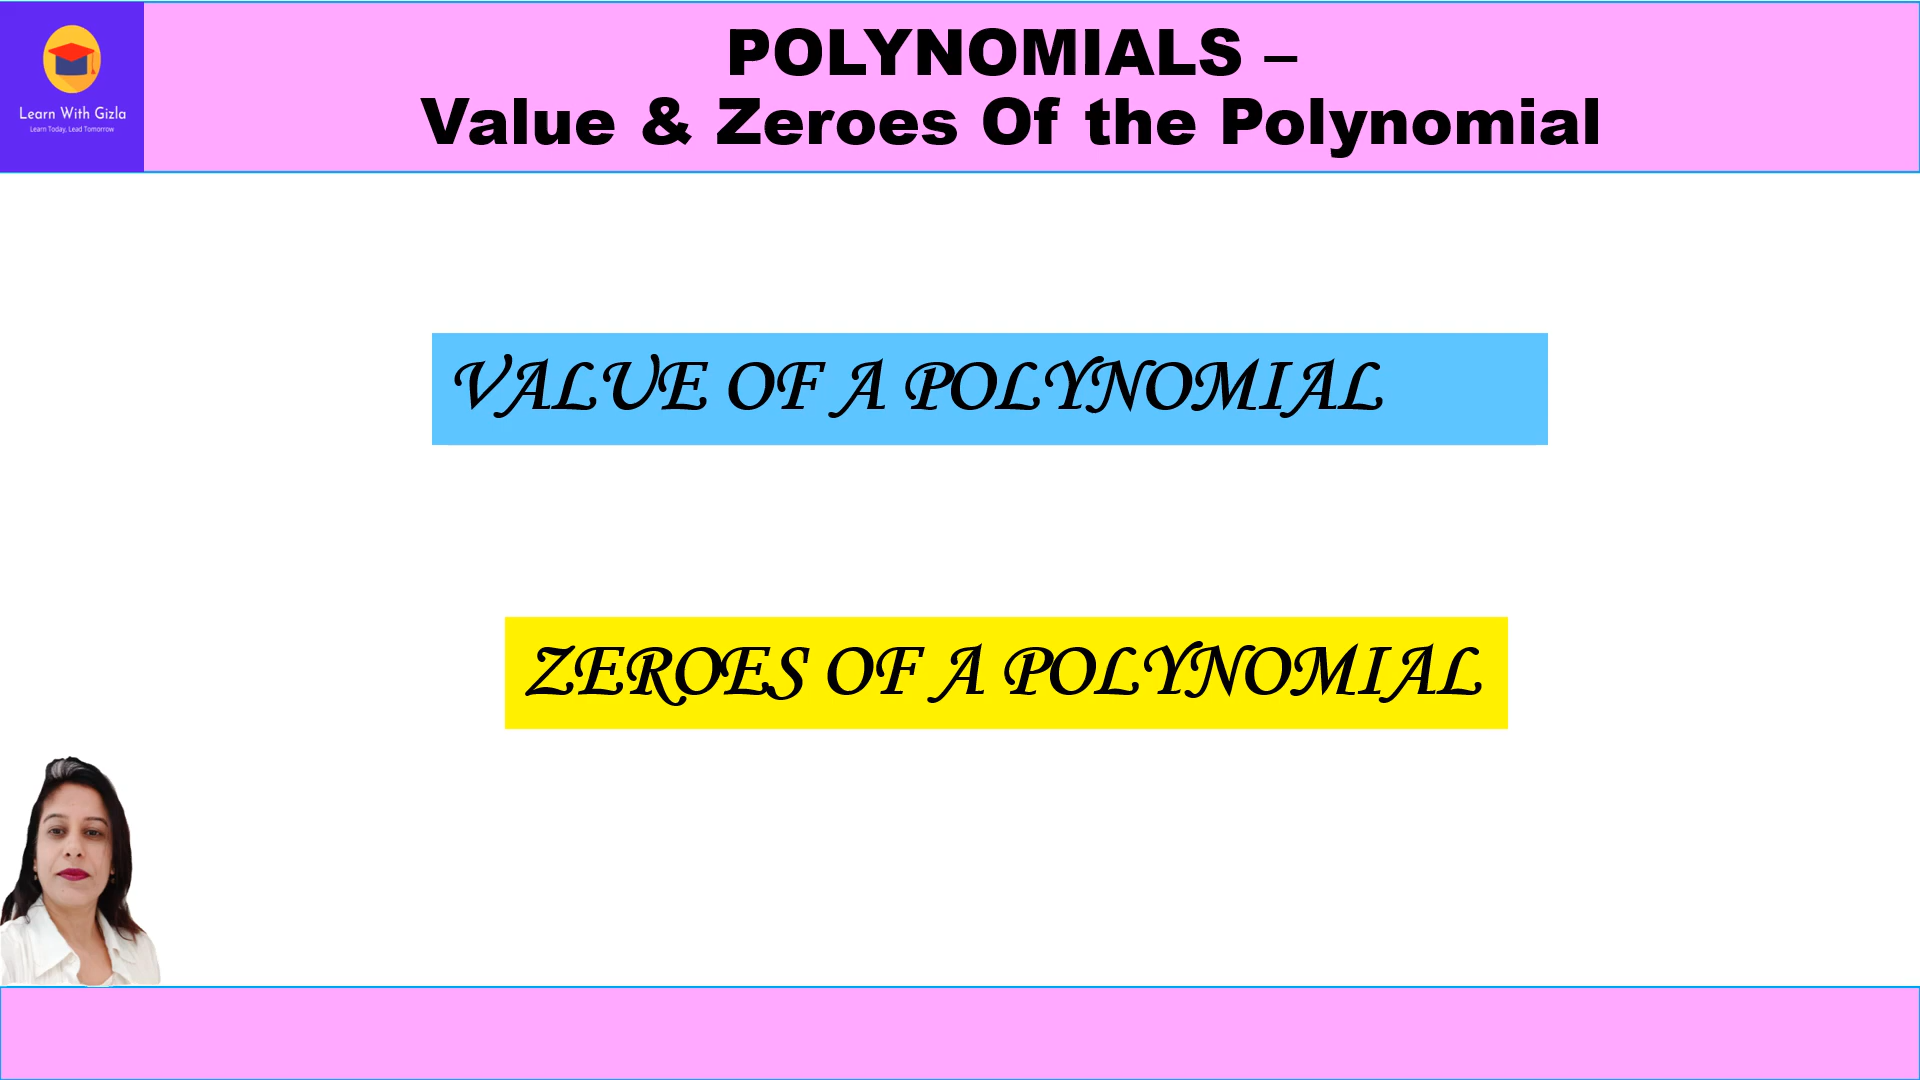 POLYNOMIALS –
Value & Zeroes Of the Polynomial
Learn With Gizla
Learn Today, Lead Tomorrow
VALUE OF A POLYNOMIAL
ZEROES OF A POLYNOMIAL